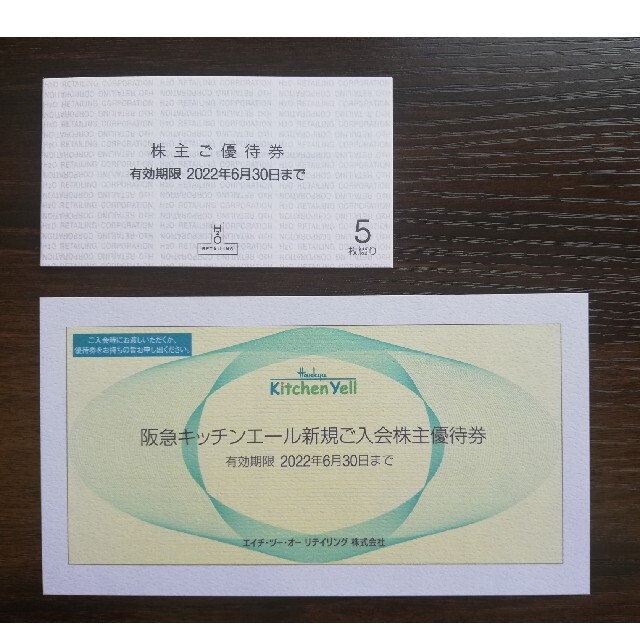 株主ご優待券
有効期限 2022年6月30日まで
H2O
RETAILING
5
枚綴り
ご入会時にお渡しいただくか、
優待券をお持ちの旨お申し出ください。
Hankyu
Kitchen Yell
阪急キッチンエール新規ご入会株主優待券
有効期限 2022年6月30日まで
エイチ・ツー・オー リテイリング 株式会社